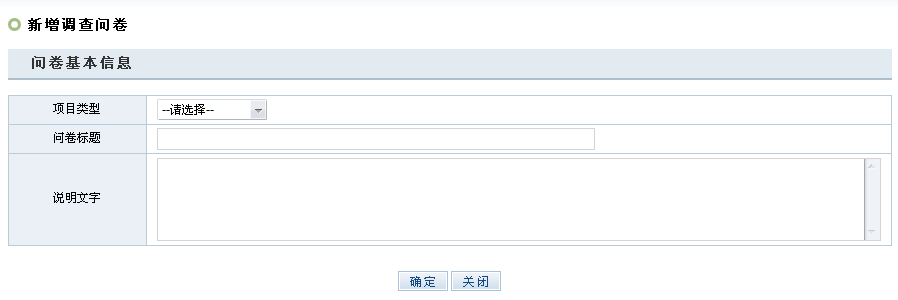 新增调查问卷
问卷基本信息
项目类型
--请选择--
问卷标题
说明文字
确定 关闭